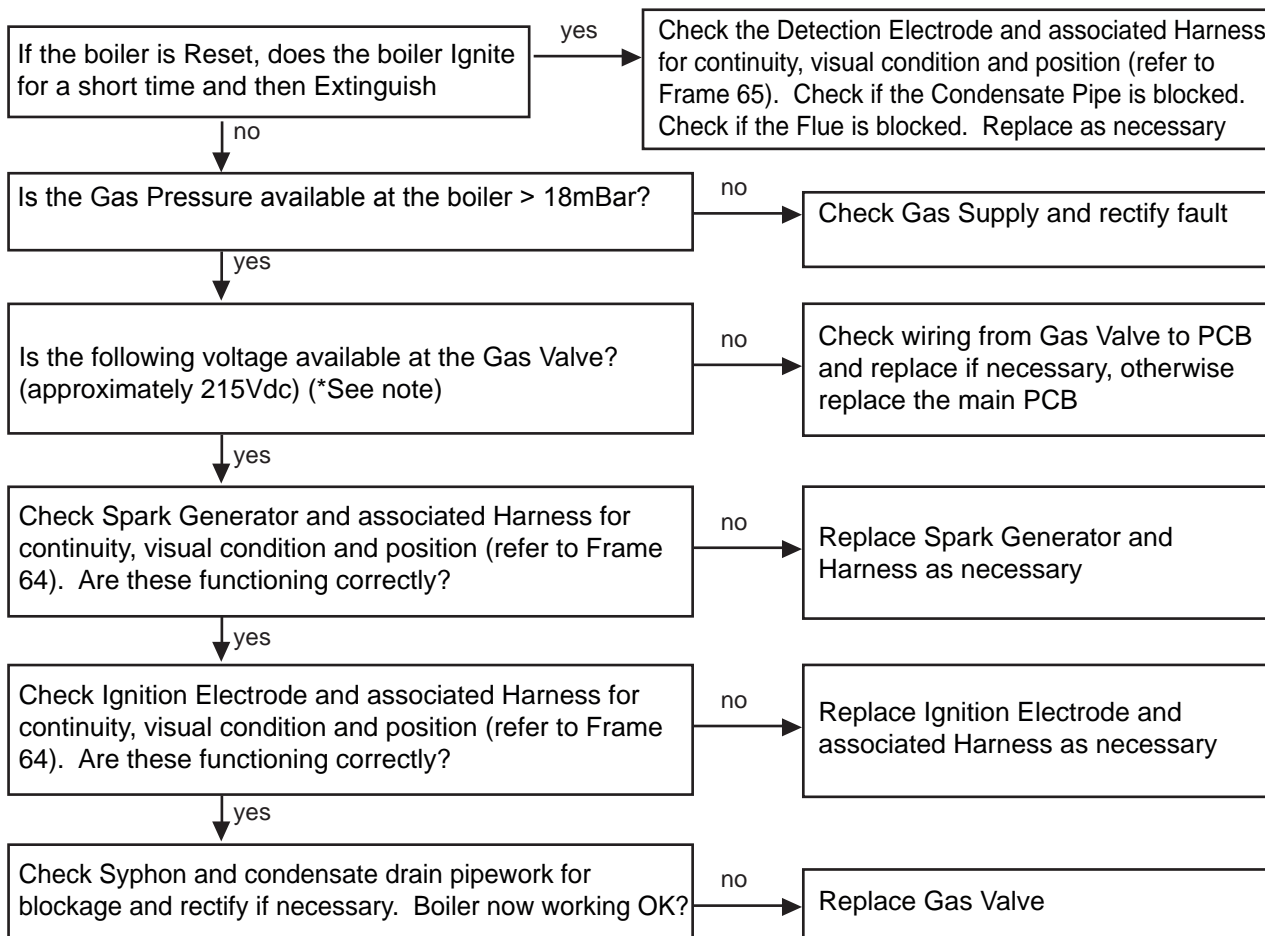 If the boiler is Reset, does the boiler Ignite
for a short time and then Extinguish
yes
Check the Detection Electrode and associated Harness
for continuity, visual condition and position (refer to
Frame 65).  Check if the Condensate Pipe is blocked.
Check if the Flue is blocked.  Replace as necessary
no
Is the Gas Pressure available at the boiler > 18mBar?
no
Check Gas Supply and rectify fault
yes
Is the following voltage available at the Gas Valve?
(approximately 215Vdc) (*See note)
no
Check wiring from Gas Valve to PCB
and replace if necessary, otherwise
replace the main PCB
yes
Check Spark Generator and associated Harness for
continuity, visual condition and position (refer to Frame
64).  Are these functioning correctly?
no
Replace Spark Generator and
Harness as necessary
yes
Check Ignition Electrode and associated Harness for
continuity, visual condition and position (refer to Frame
64).  Are these functioning correctly?
no
Replace Ignition Electrode and
associated Harness as necessary
yes
Check Syphon and condensate drain pipework for
blockage and rectify if necessary.  Boiler now working OK?
no
Replace Gas Valve